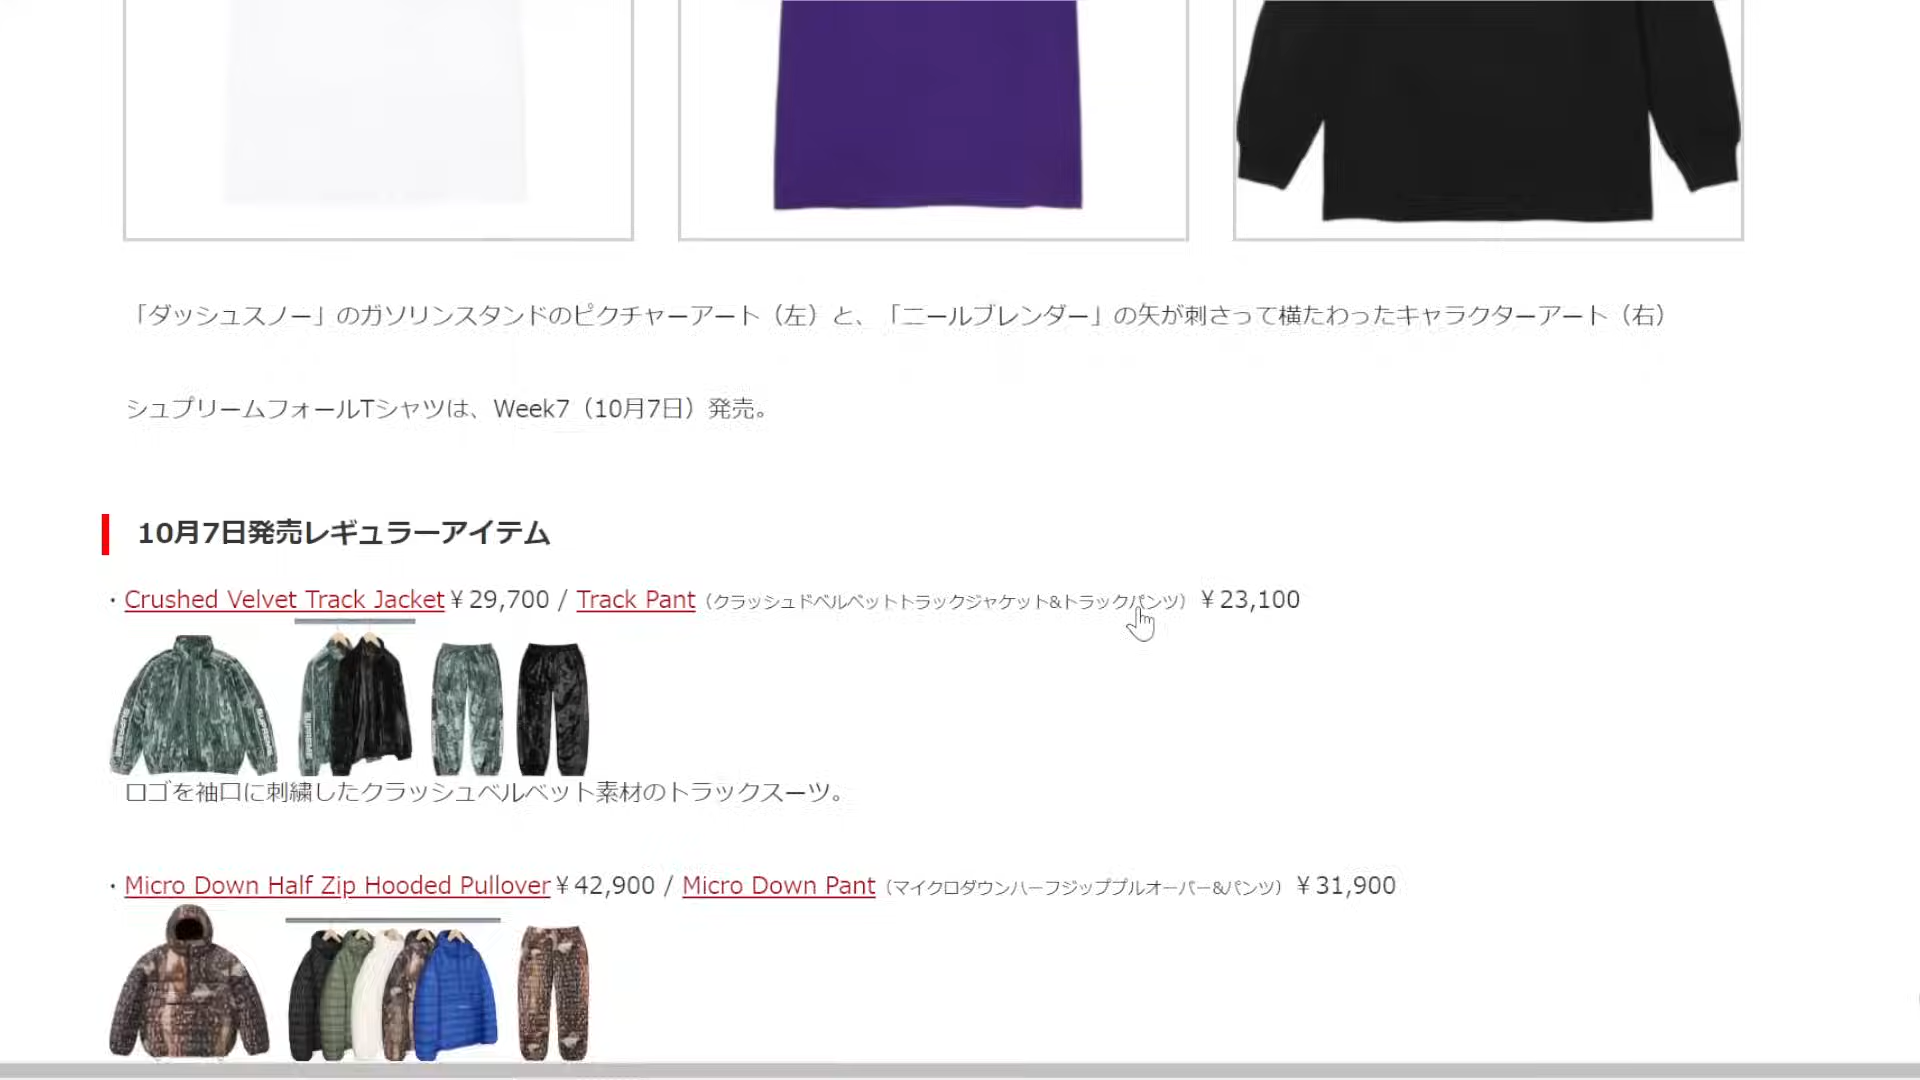 「ダッシュスノー」のガソリンスタンドのピクチャーアート（左）と、「ニールブレンダー」の矢が刺さって横たわったキャラクターアート（右）
シュプリームフォールTシャツは、Week7（10月7日）発売。
10月7日発売レギュラーアイテム
・Crushed Velvet Track Jacket￥29,700 / Track Pant（クラッシュドベルベットトラックジャケット&トラックパンツ）￥23,100
SUPREME
SUPREME
SUPREME
ロゴを袖口に刺繍したクラッシュベルベット素材のトラックスーツ。
・Micro Down Half Zip Hooded Pullover￥42,900 / Micro Down Pant（マイクロダウンハーフジッププルオーバー&パンツ）￥31,900